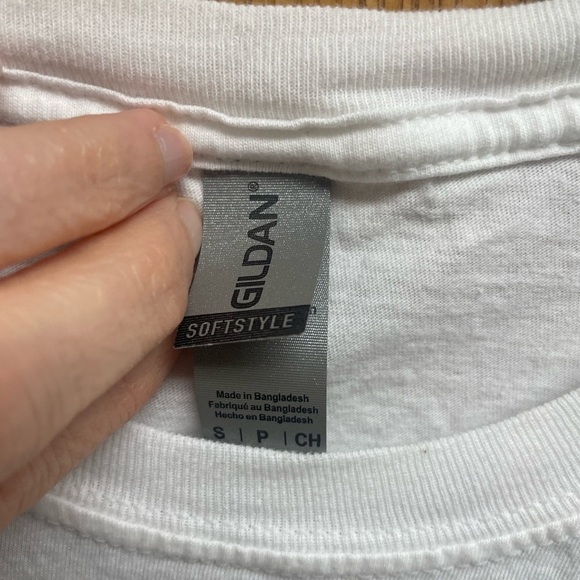 GILDAN®
SOFTSTYLE
Made in Bangladesh
Fabriqué au Bangladesh
Hecho en Bangladesh
S | P | CH